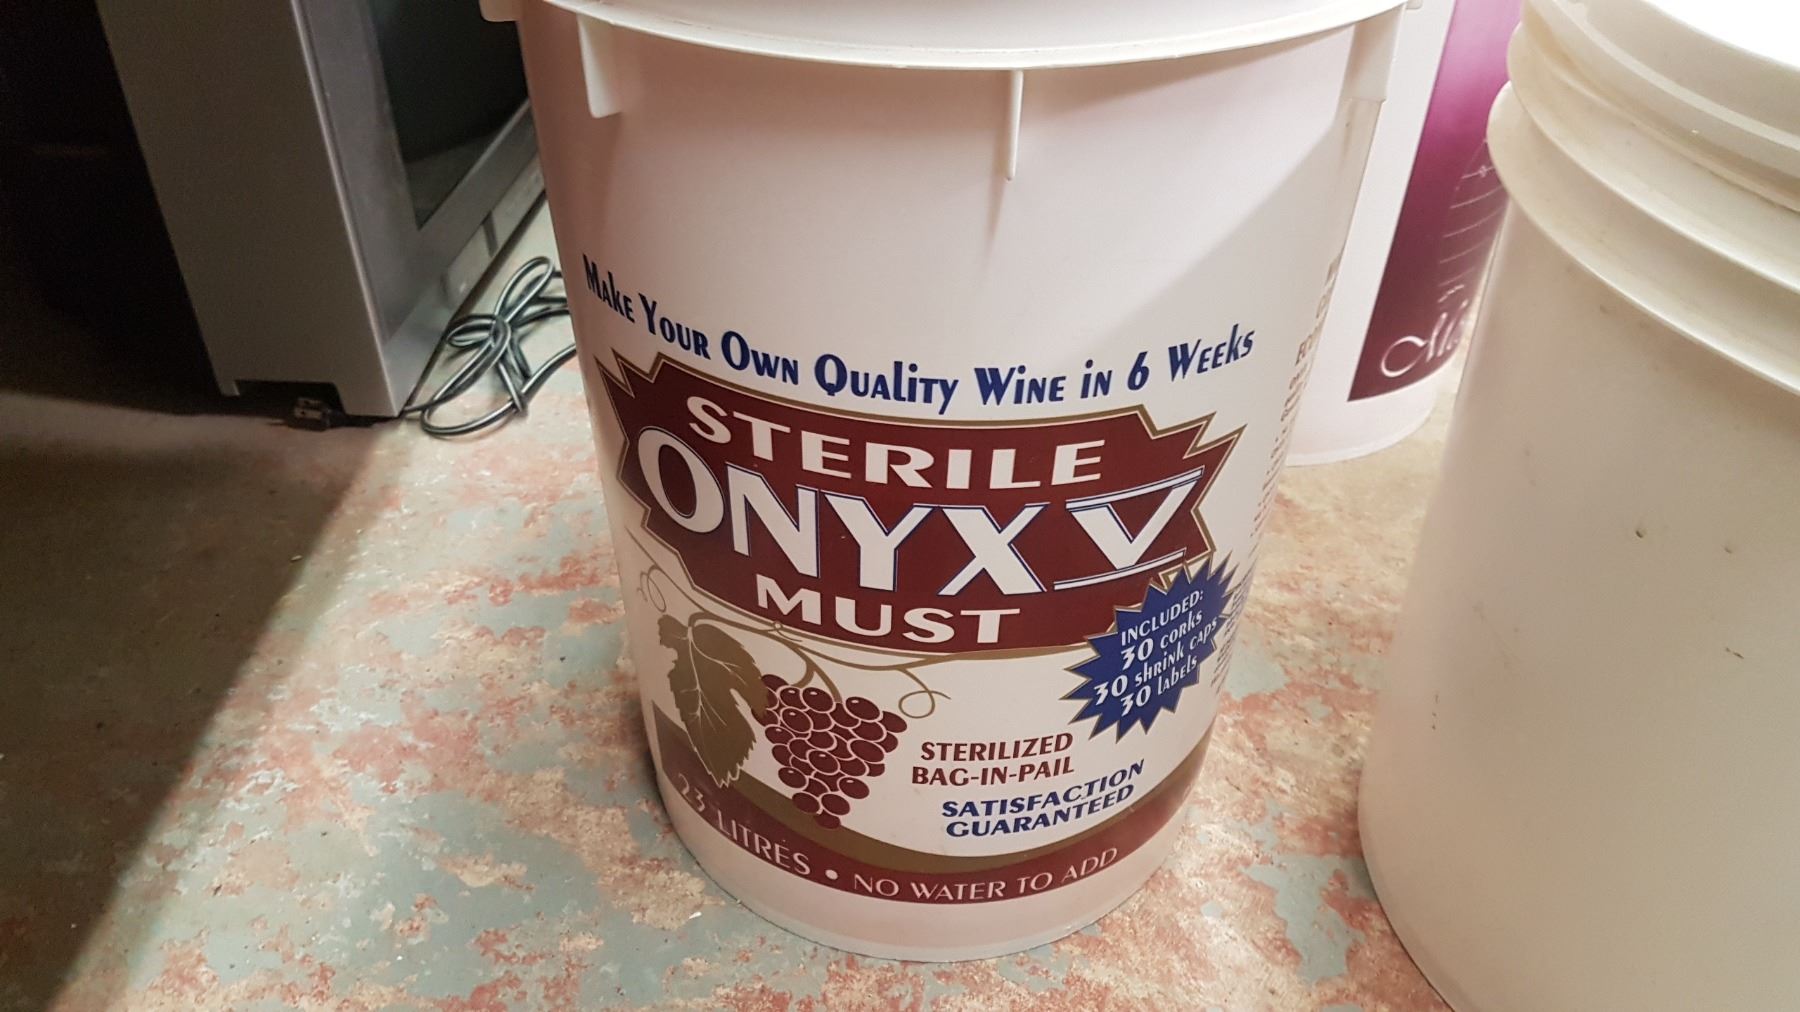 Make Your Own Quality Wine in 6 Weeks
STERILE
ONYX V
MUST
INCLUDED:
30 corks
30 shrink caps
30 labels
STERILIZED
BAG-IN-PAIL
SATISFACTION
GUARANTEED
23 LITRES • NO WATER TO ADD